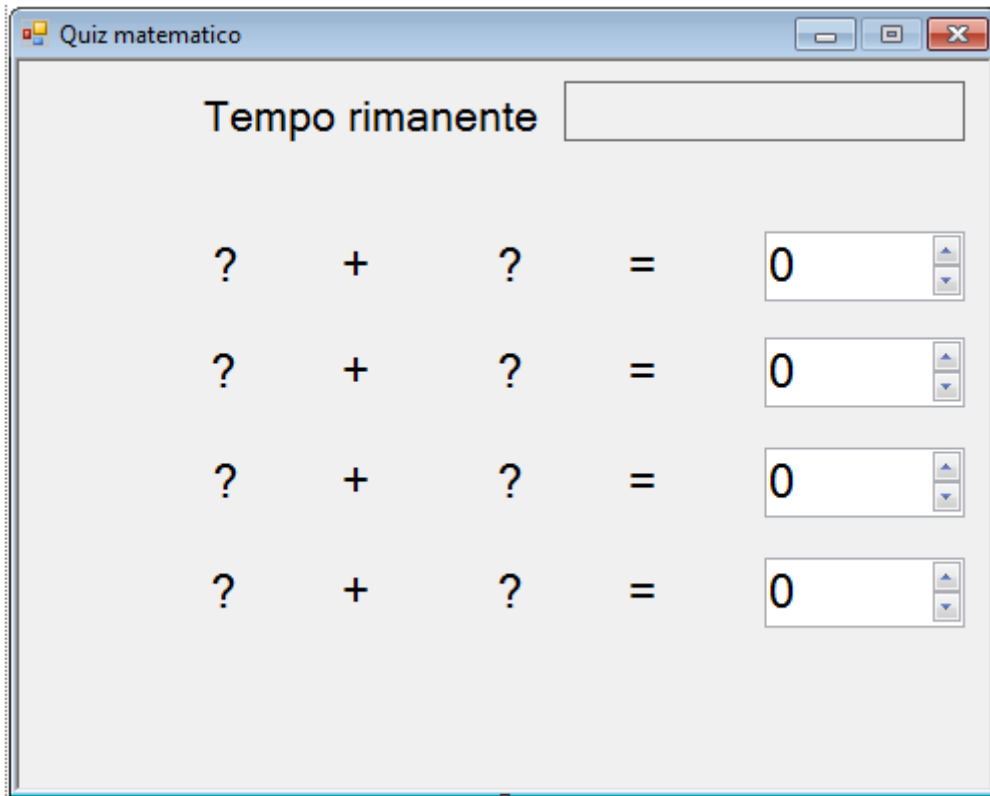 Quiz matematico
Tempo rimanente
? + ? = 0
? + ? = 0
? + ? = 0
? + ? = 0